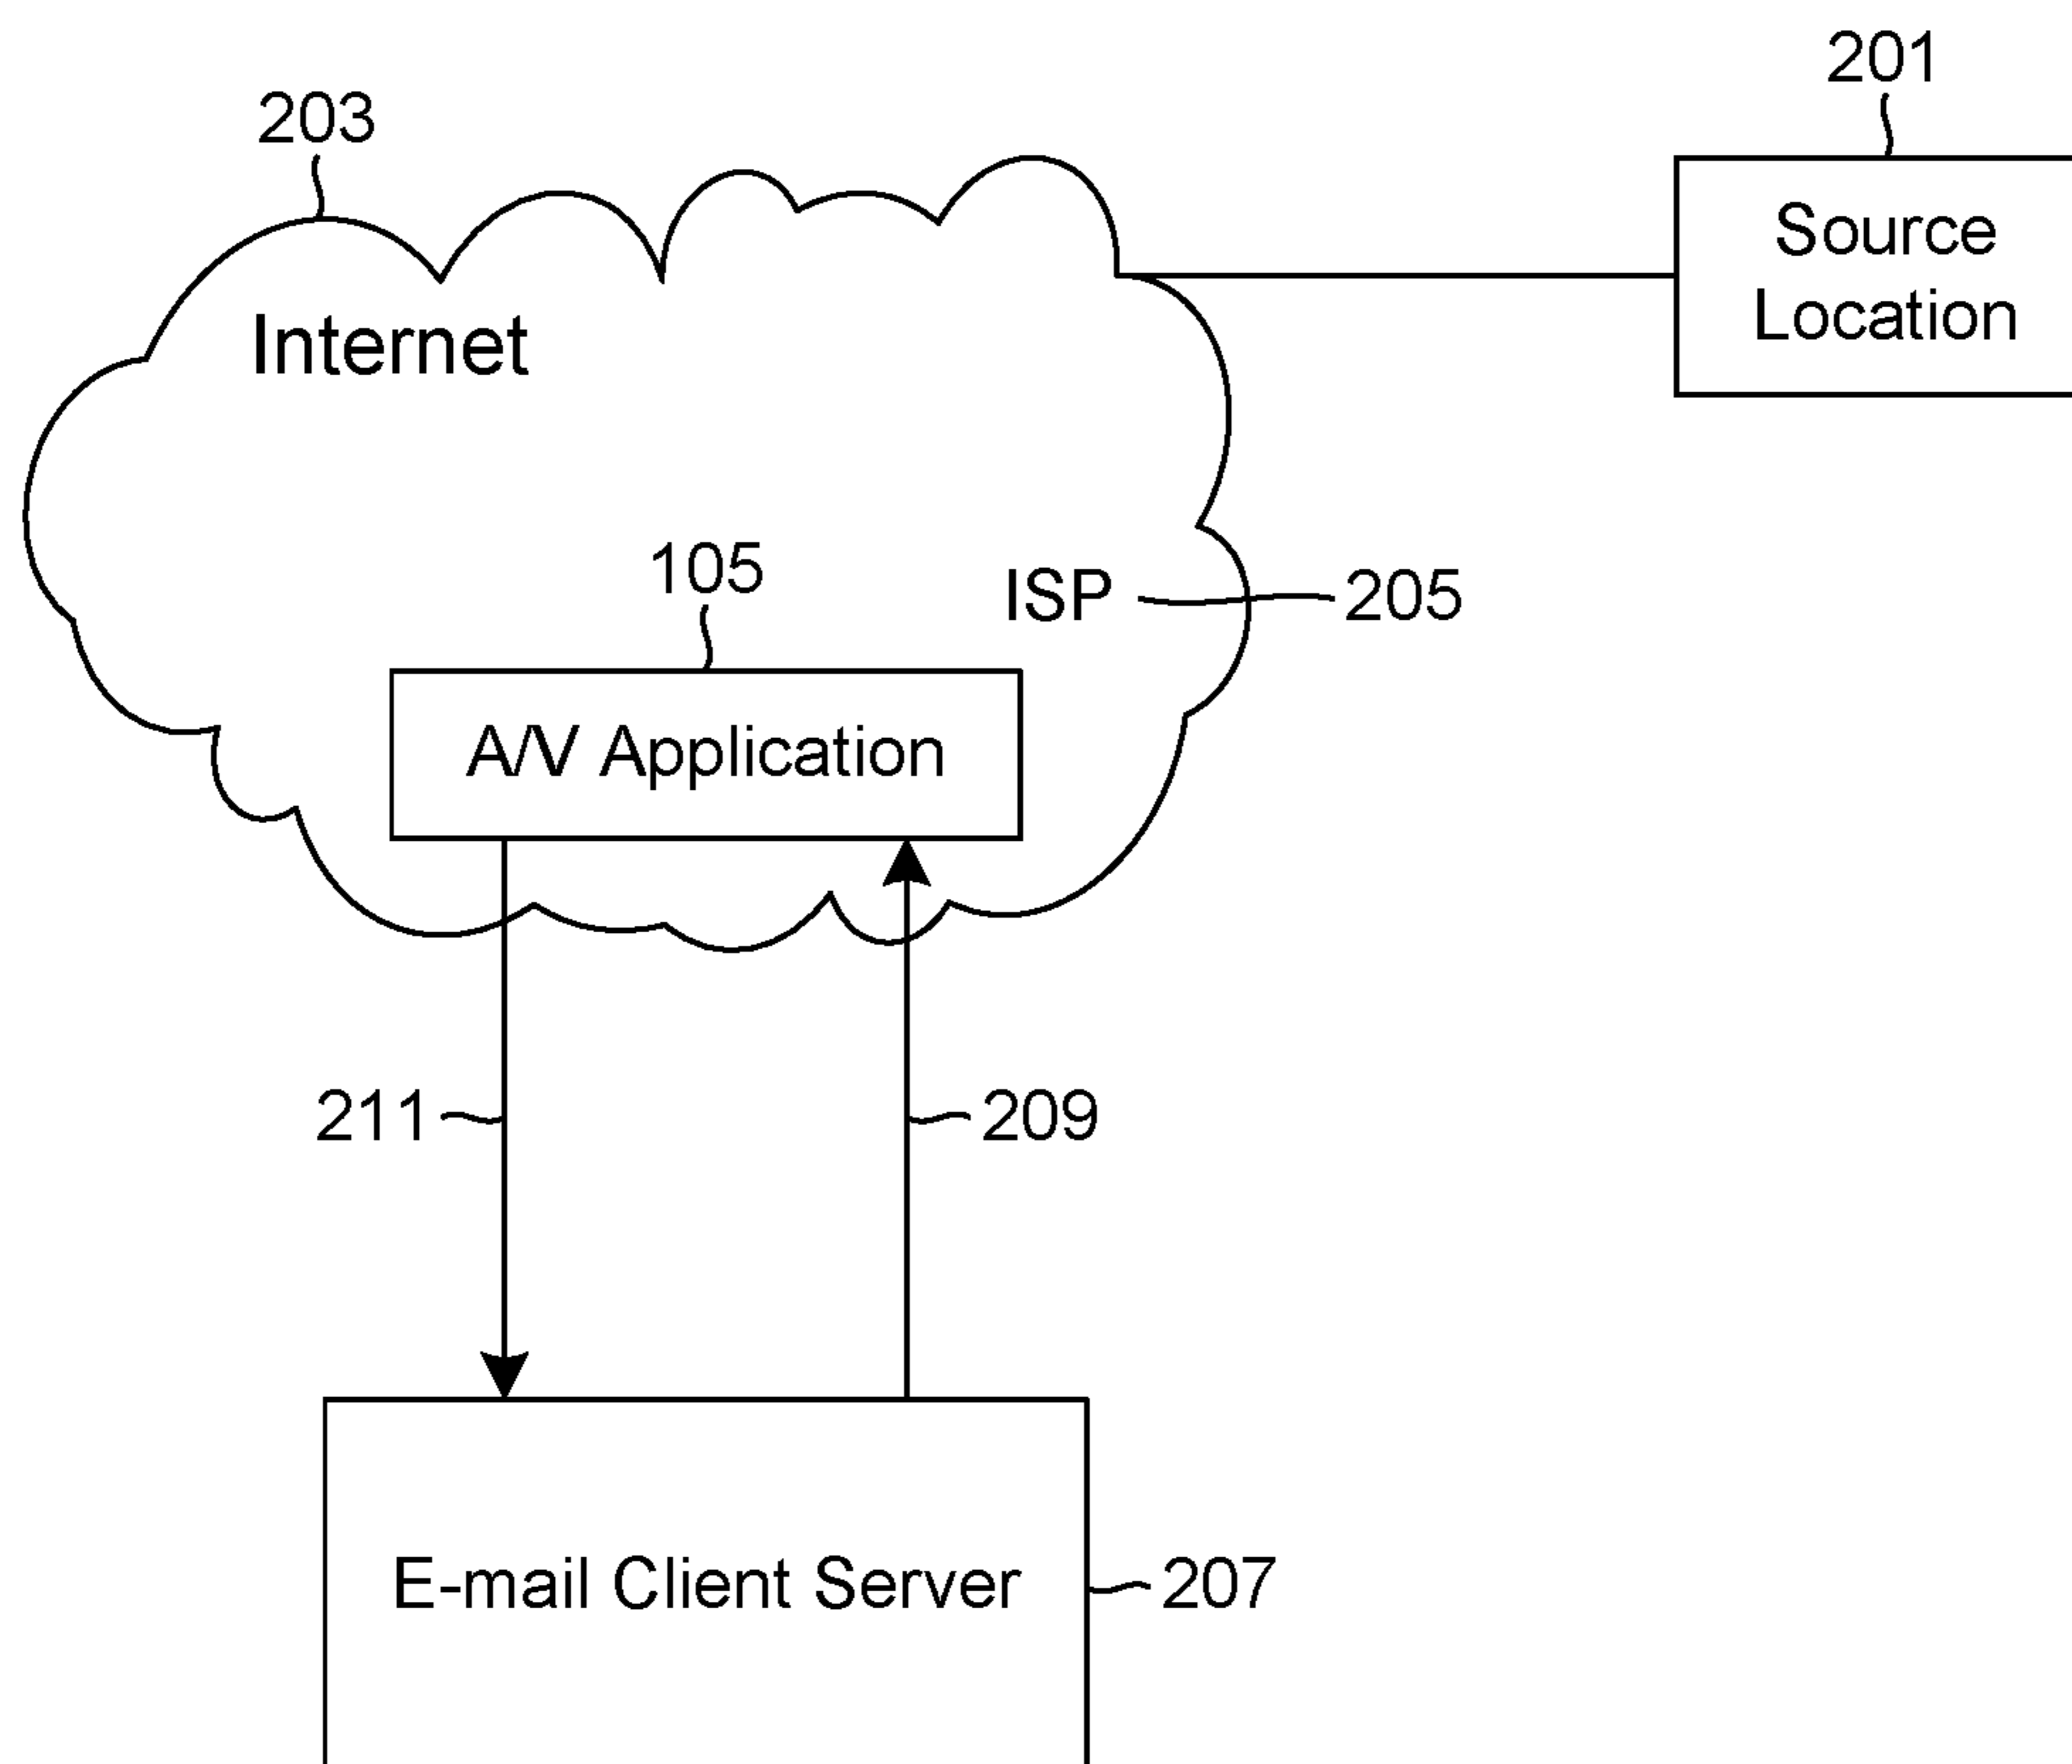 201
203
Source
Location
Internet
105
ISP
205
A/V Application
211
209
E-mail Client Server
207